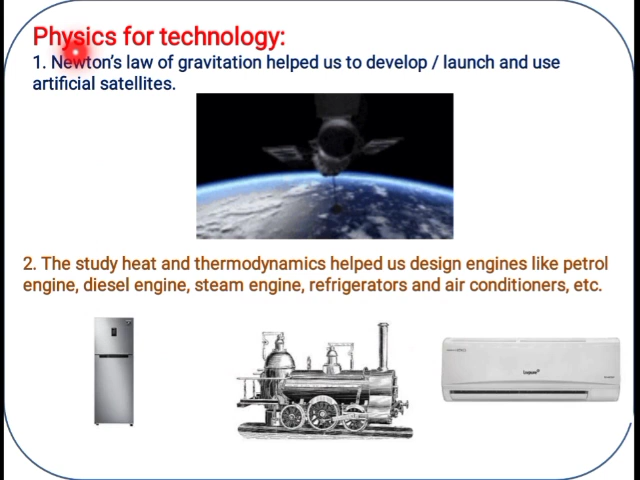 Physics for technology:
1. Newton's law of gravitation helped us to develop / launch and use
artificial satellites.
2. The study heat and thermodynamics helped us design engines like petrol
engine, diesel engine, steam engine, refrigerators and air conditioners, etc.